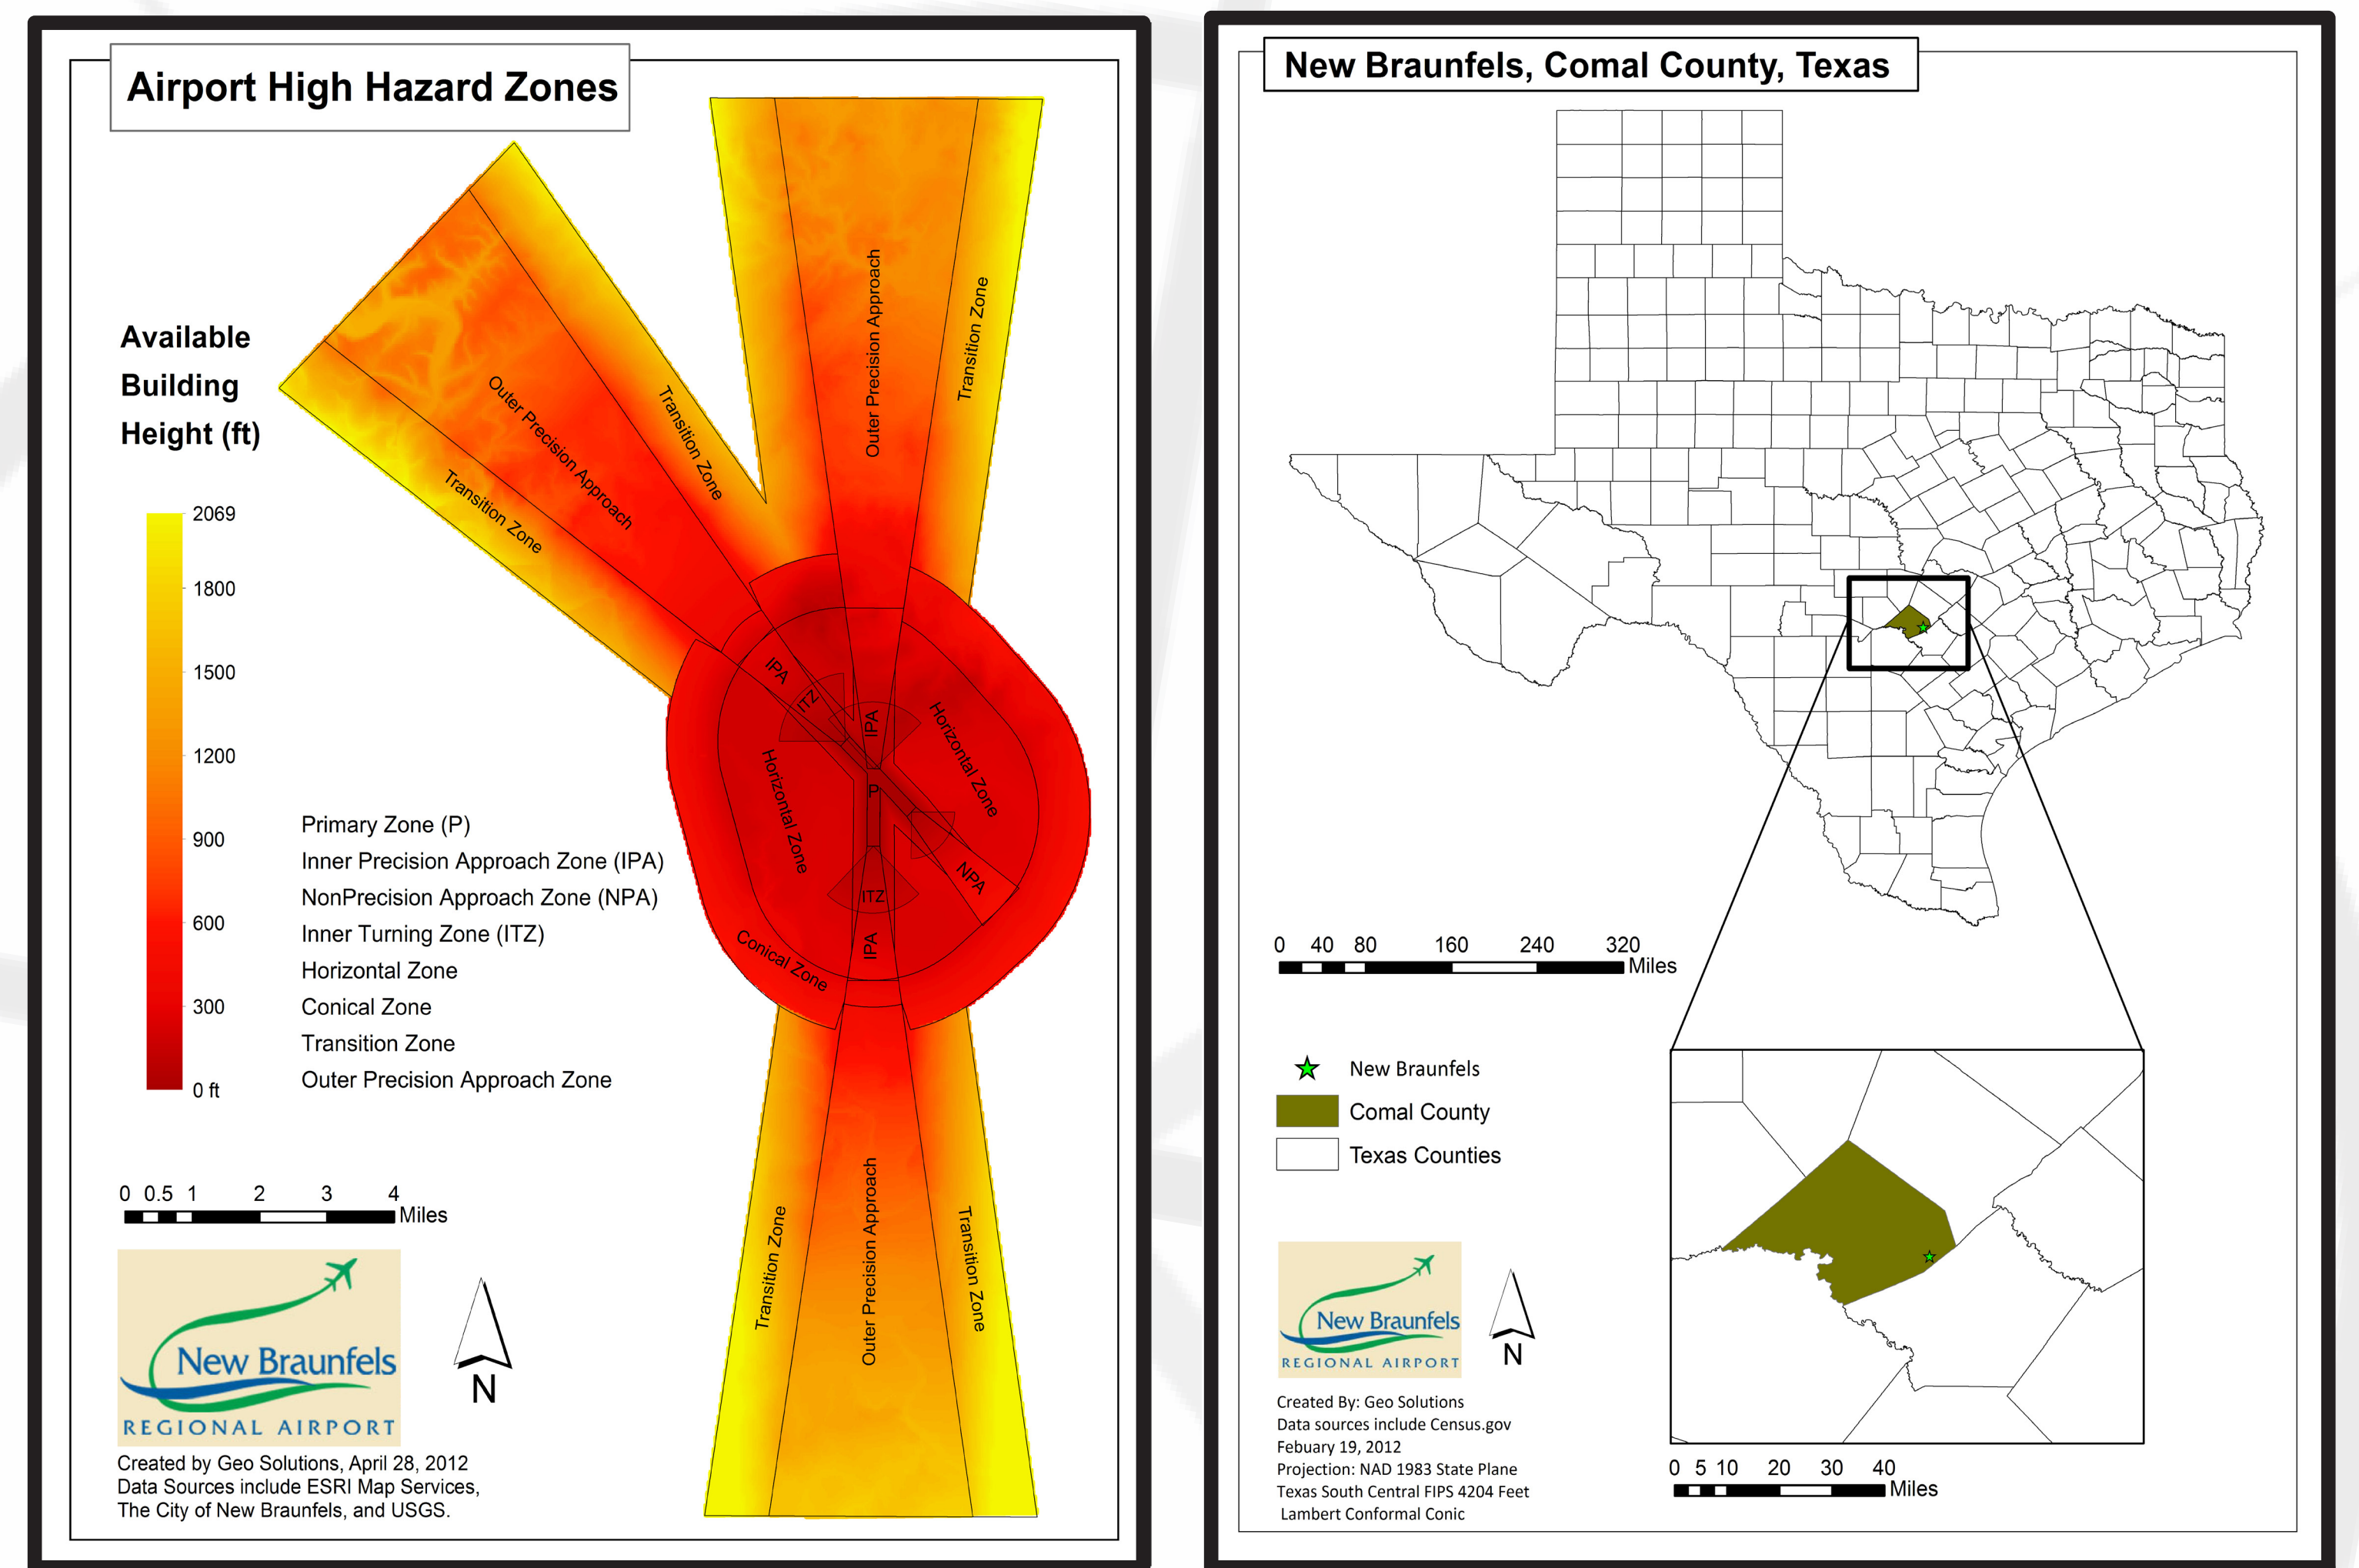 Airport High Hazard Zones
Available
Building
Height (ft)
2069
1800
1500
1200
900
600
300
0 ft
Primary Zone (P)
Inner Precision Approach Zone (IPA)
NonPrecision Approach Zone (NPA)
Inner Turning Zone (ITZ)
Horizontal Zone
Conical Zone
Transition Zone
Outer Precision Approach Zone
Outer Precision Approach
Transition Zone
Transition Zone
Outer Precision Approach
Transition Zone
IPA
ITZ
IPA
Horizontal Zone
Horizontal Zone
P
NPA
ITZ
IPA
Conical Zone
Transition Zone
Outer Precision Approach
Transition Zone
0 0.5 1 2 3 4
Miles
New Braunfels
REGIONAL AIRPORT
N
Created by Geo Solutions, April 28, 2012
Data Sources include ESRI Map Services,
The City of New Braunfels, and USGS.
New Braunfels, Comal County, Texas
0 40 80 160 240 320
Miles
New Braunfels
Comal County
Texas Counties
New Braunfels
REGIONAL AIRPORT
N
Created By: Geo Solutions
Data sources include Census.gov
Febuary 19, 2012
Projection: NAD 1983 State Plane
Texas South Central FIPS 4204 Feet
Lambert Conformal Conic
0 5 10 20 30 40
Miles